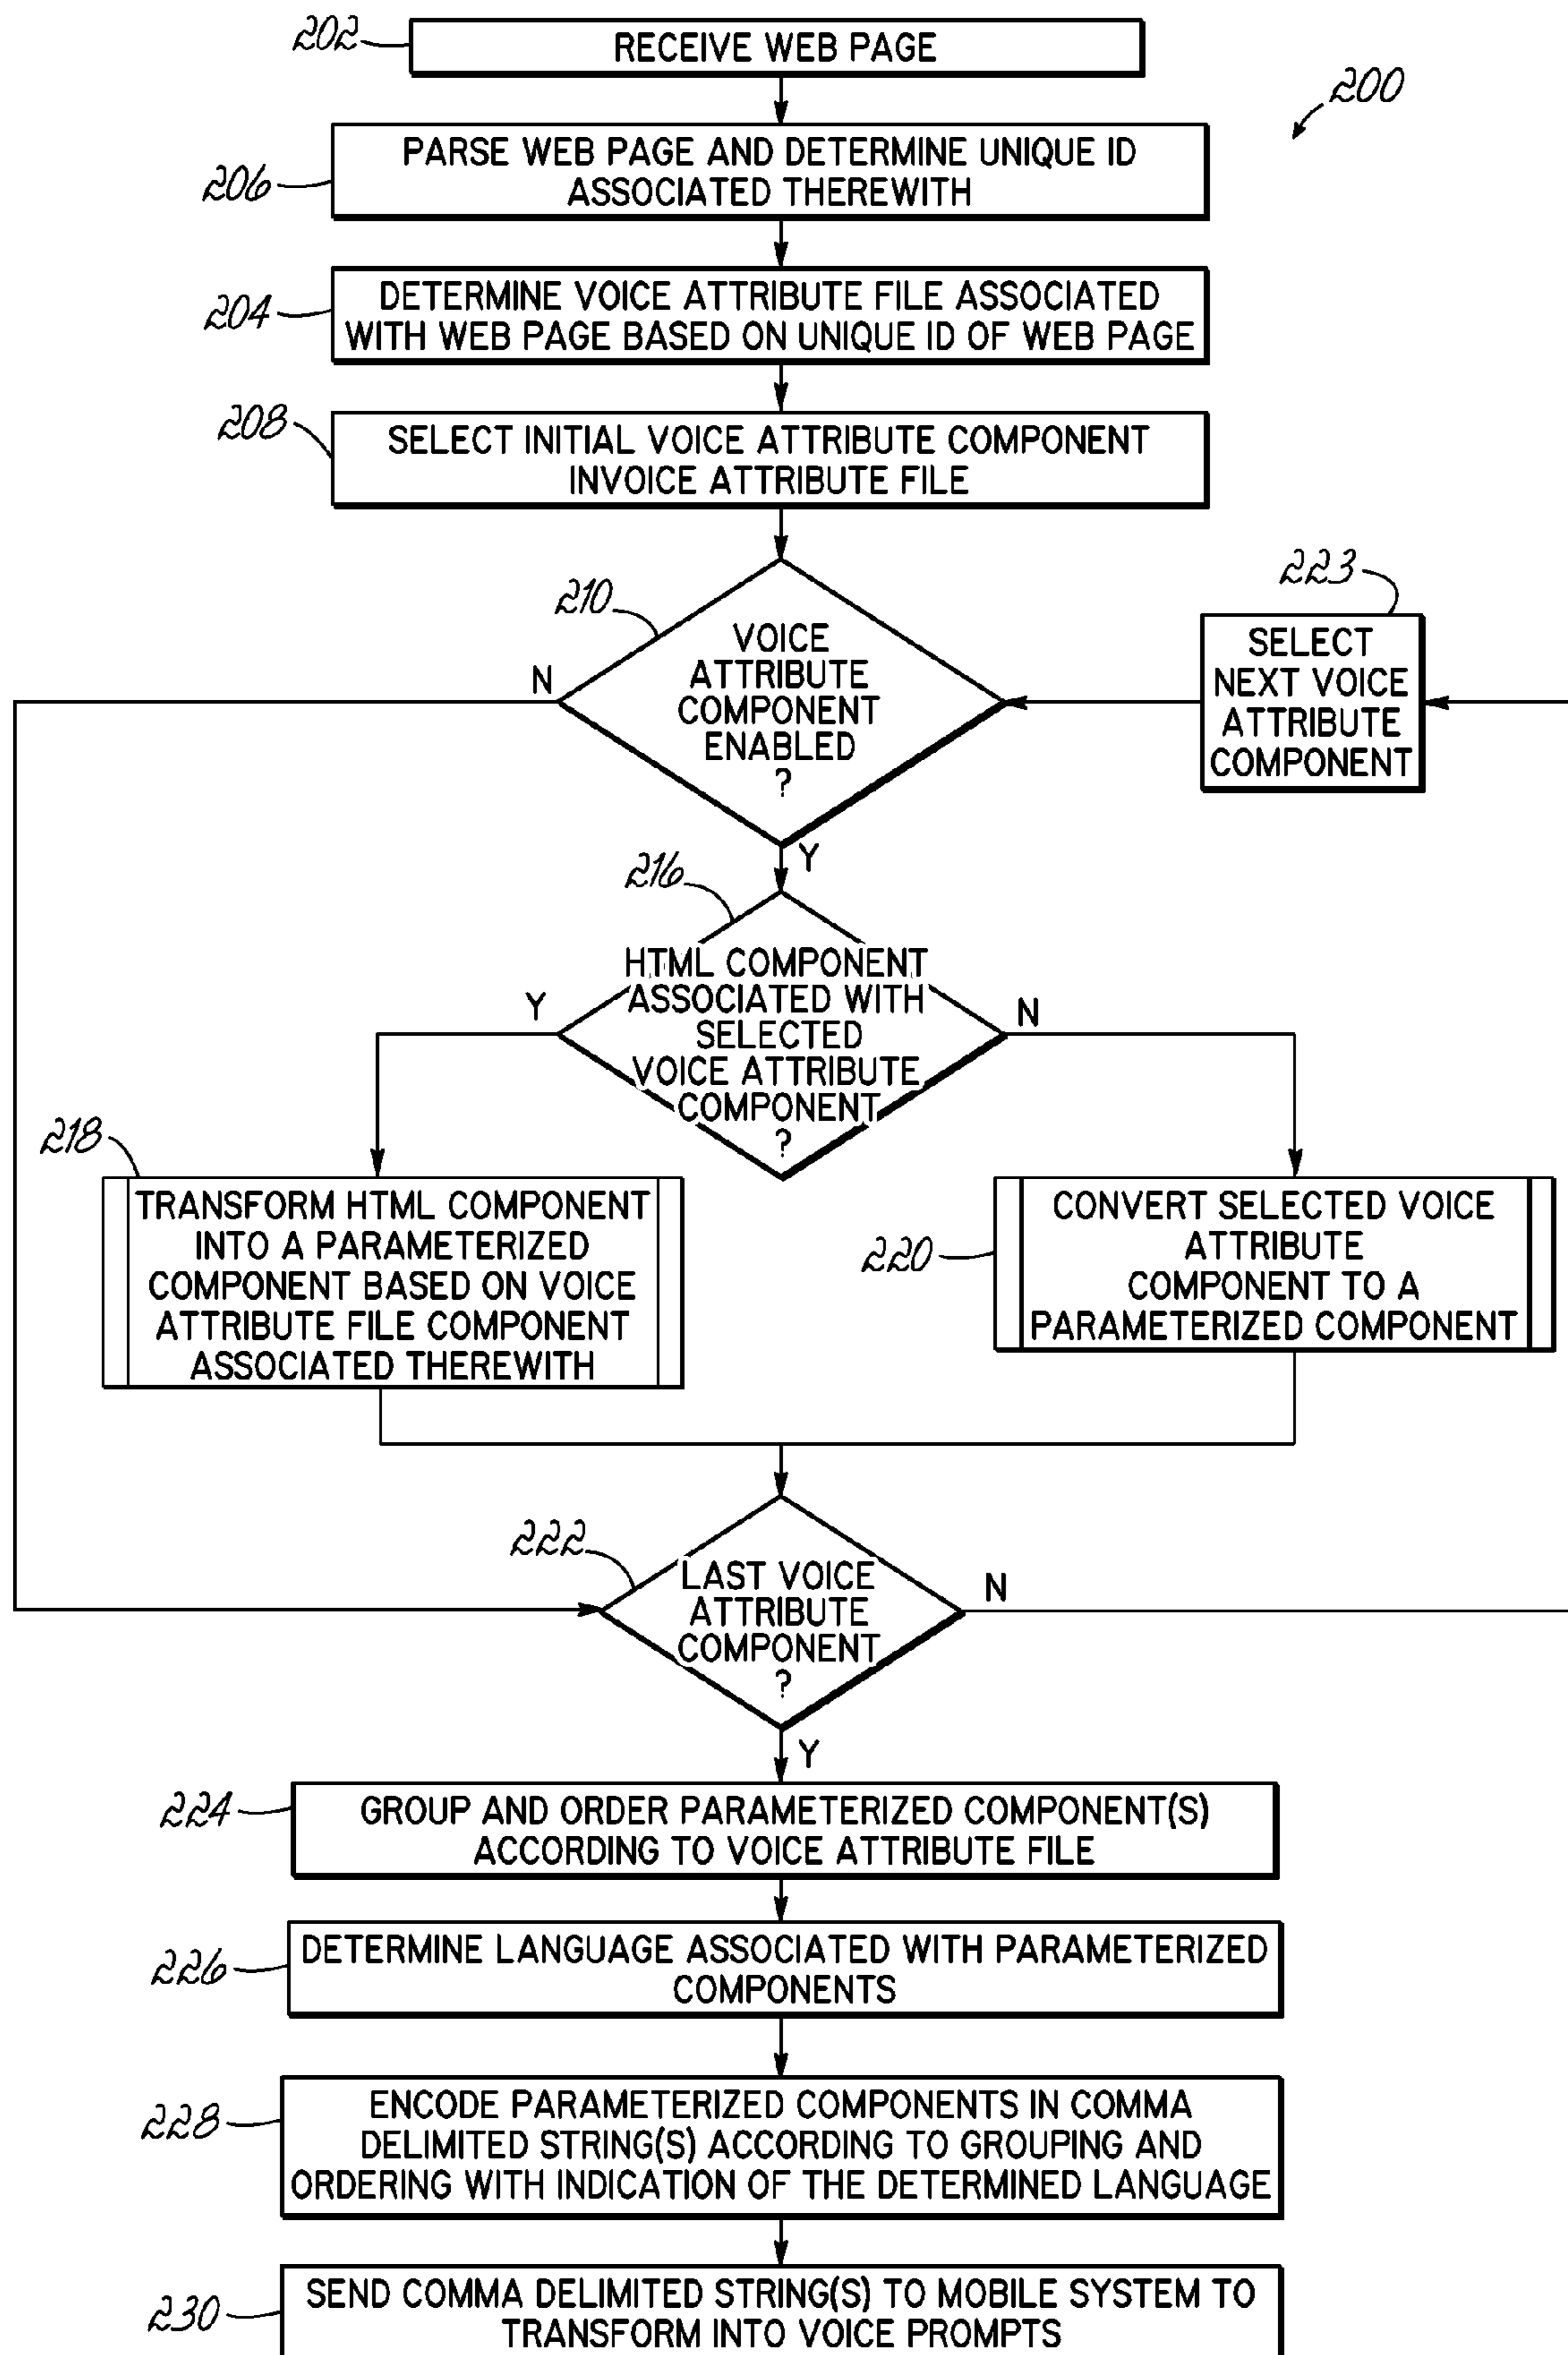 202
RECEIVE WEB PAGE
200
206
PARSE WEB PAGE AND DETERMINE UNIQUE ID
ASSOCIATED THEREWITH
204
DETERMINE VOICE ATTRIBUTE FILE ASSOCIATED
WITH WEB PAGE BASED ON UNIQUE ID OF WEB PAGE
208
SELECT INITIAL VOICE ATTRIBUTE COMPONENT
INVOICE ATTRIBUTE FILE
210
VOICE
ATTRIBUTE
COMPONENT
ENABLED
?
N
Y
223
SELECT
NEXT VOICE
ATTRIBUTE
COMPONENT
216
HTML COMPONENT
ASSOCIATED WITH
SELECTED
VOICE ATTRIBUTE
COMPONENT
?
Y
N
218
TRANSFORM HTML COMPONENT
INTO A PARAMETERIZED
COMPONENT BASED ON VOICE
ATTRIBUTE FILE COMPONENT
ASSOCIATED THEREWITH
220
CONVERT SELECTED VOICE
ATTRIBUTE
COMPONENT TO A
PARAMETERIZED COMPONENT
222
LAST VOICE
ATTRIBUTE
COMPONENT
?
N
Y
224
GROUP AND ORDER PARAMETERIZED COMPONENT(S)
ACCORDING TO VOICE ATTRIBUTE FILE
226
DETERMINE LANGUAGE ASSOCIATED WITH PARAMETERIZED
COMPONENTS
228
ENCODE PARAMETERIZED COMPONENTS IN COMMA
DELIMITED STRING(S) ACCORDING TO GROUPING AND
ORDERING WITH INDICATION OF THE DETERMINED LANGUAGE
230
SEND COMMA DELIMITED STRING(S) TO MOBILE SYSTEM TO
TRANSFORM INTO VOICE PROMPTS